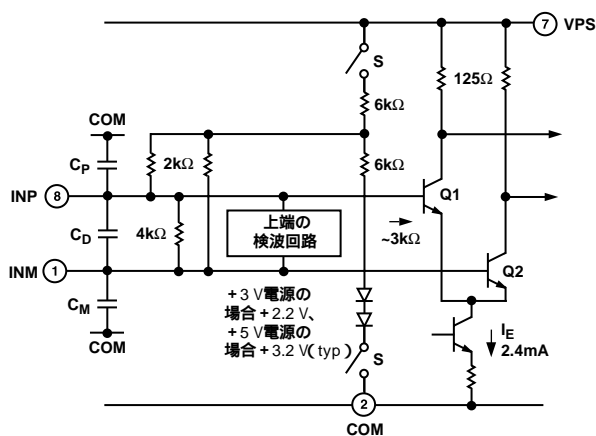 7 VPS
S
125Ω
6kΩ
COM
CP
2kΩ
6kΩ
INP 8
Q1
CD
4kΩ
上端の
検波回路
~3kΩ
INM 1
Q2
CM
COM
+3 V電源の
場合+2.2 V、
+5 V電源の
場合+3.2 V(typ)
S
IE
2.4mA
2
COM